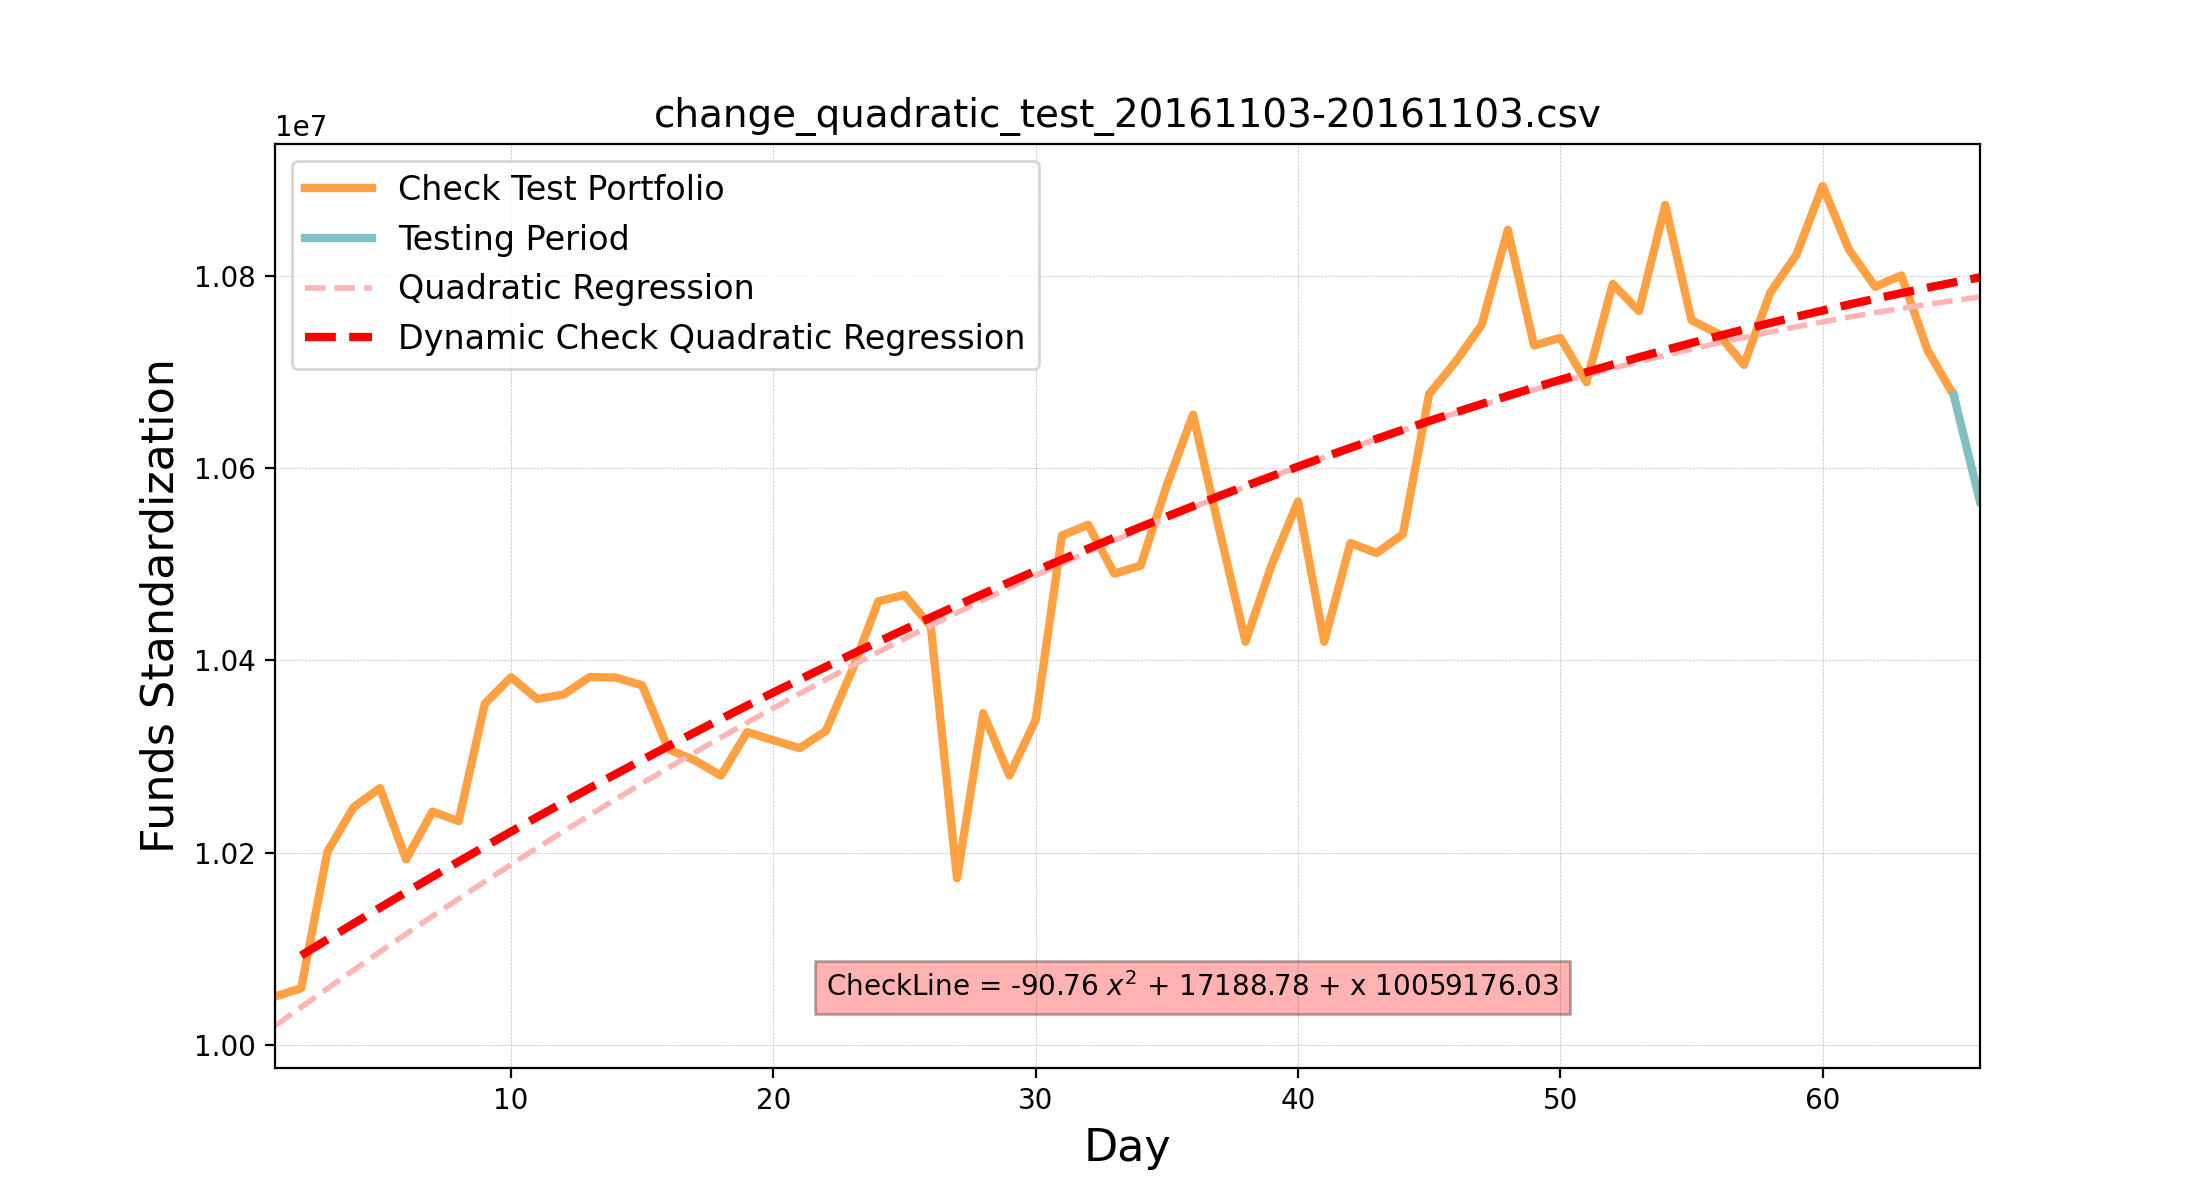 change_quadratic_test_20161103-20161103.csv
1e7
Check Test Portfolio
Testing Period
Quadratic Regression
Dynamic Check Quadratic Regression
1.08
1.06
1.04
1.02
1.00
Funds Standardization
CheckLine = -90.76 x² + 17188.78 + x 10059176.03
10 20 30 40 50 60
Day